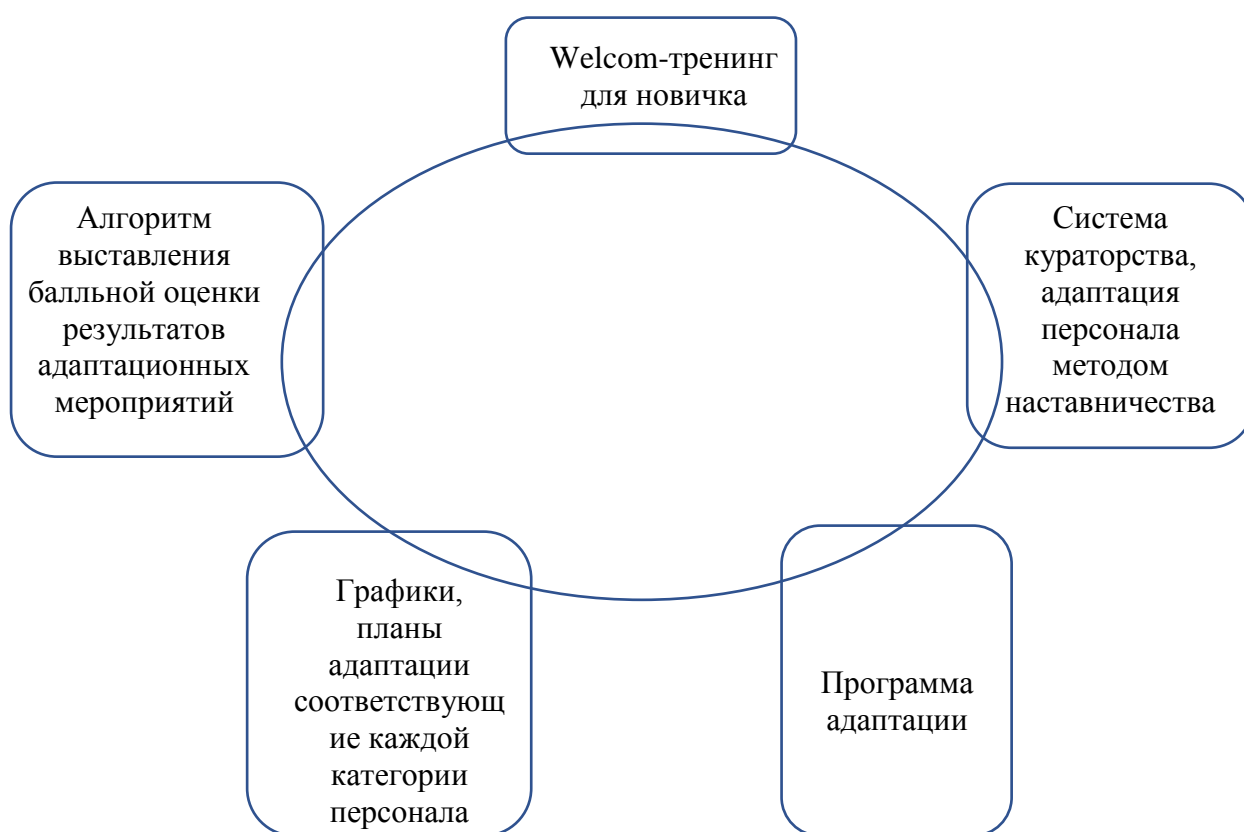 Welcom-тренинг
для новичка
Алгоритм
выставления
балльной оценки
результатов
адаптационных
мероприятий
Система
кураторства,
адаптация
персонала
методом
наставничества
Графики,
планы
адаптации
соответствующ
ие каждой
категории
персонала
Программа
адаптации